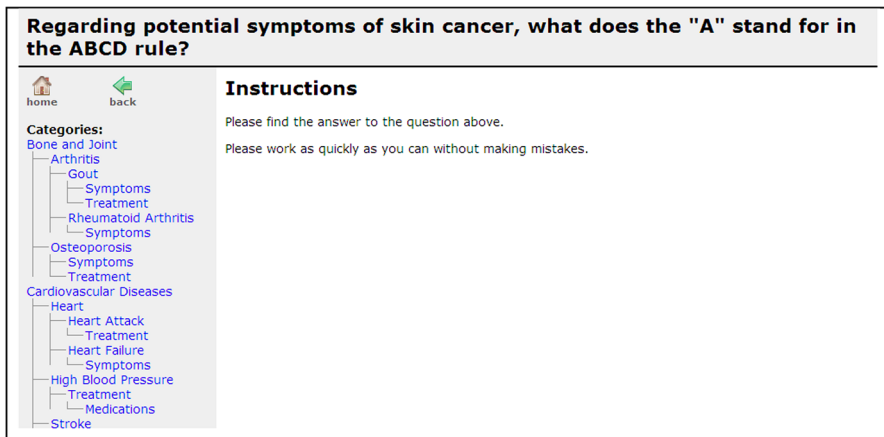 Regarding potential symptoms of skin cancer, what does the "A" stand for in
the ABCD rule?
home
back
Categories:
Bone and Joint
Arthritis
Gout
Symptoms
Treatment
Rheumatoid Arthritis
Symptoms
Osteoporosis
Symptoms
Treatment
Cardiovascular Diseases
Heart
Heart Attack
Treatment
Heart Failure
Symptoms
High Blood Pressure
Treatment
Medications
Stroke
Instructions
Please find the answer to the question above.
Please work as quickly as you can without making mistakes.